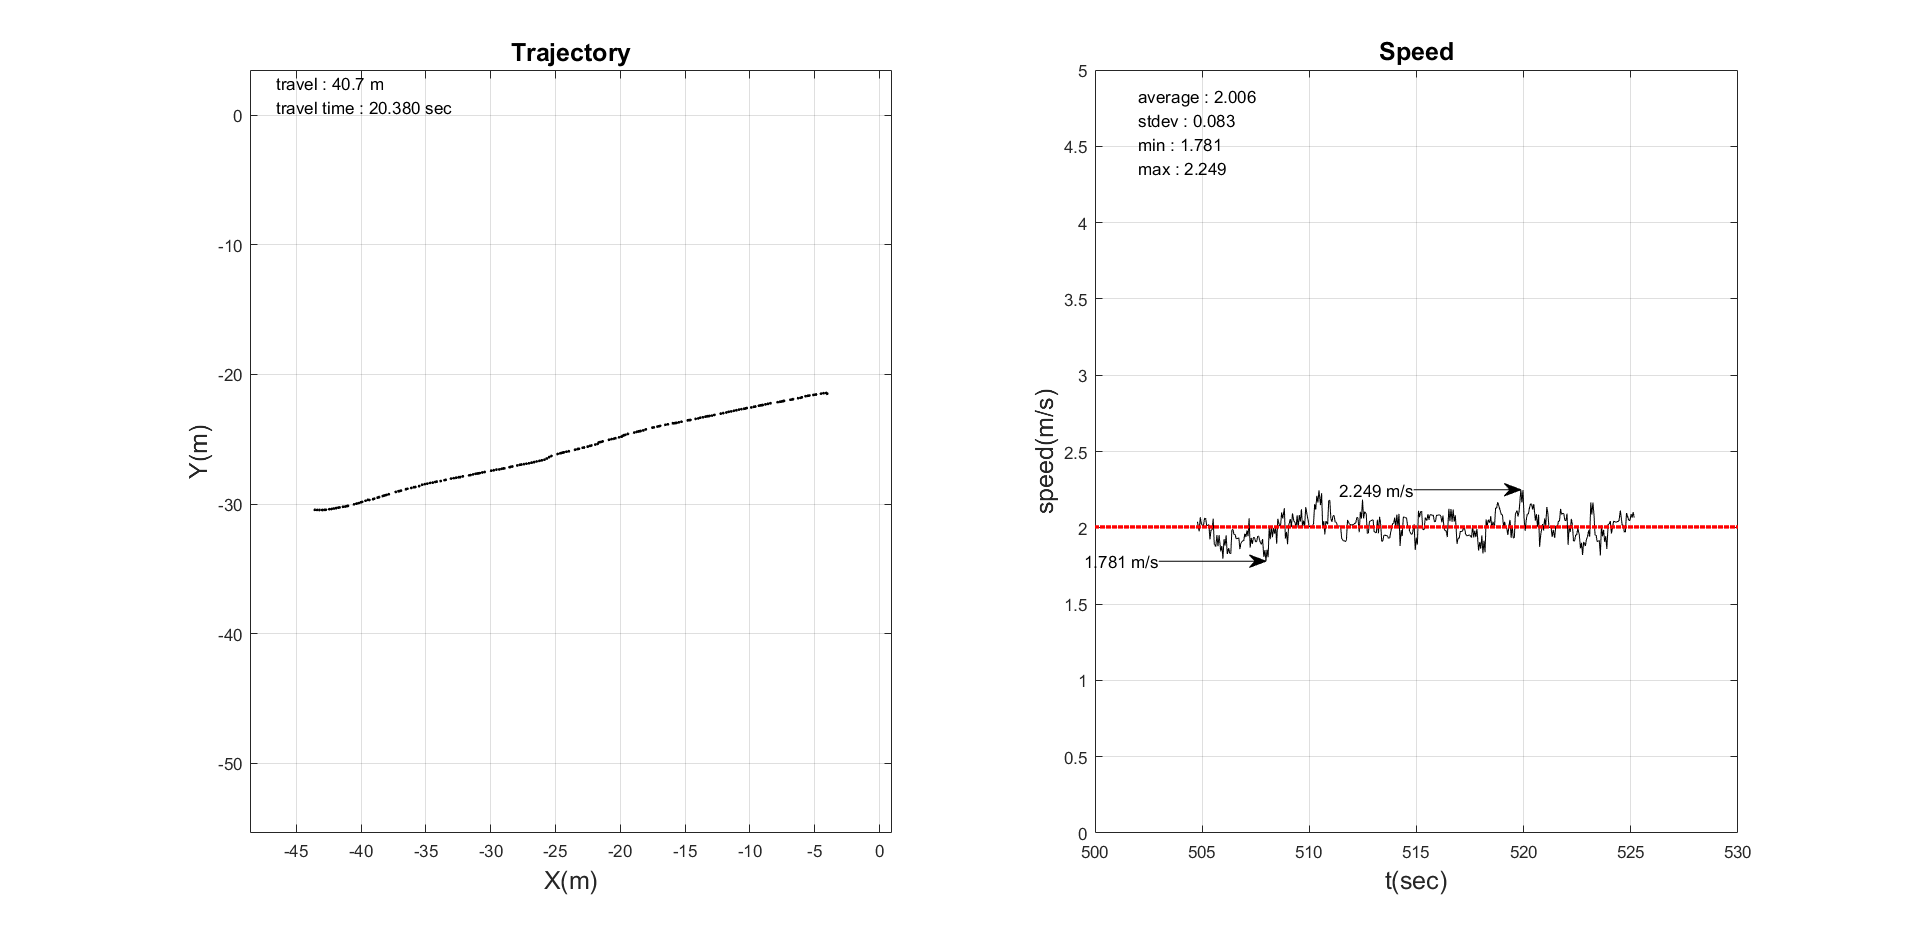 Trajectory
travel : 40.7 m
travel time : 20.380 sec
0
-10
-20
-30
-40
-50
Y(m)
-45 -40 -35 -30 -25 -20 -15 -10 -5 0
X(m)
Speed
average : 2.006
stdev : 0.083
min : 1.781
max : 2.249
5
4.5
4
3.5
3
2.5
2
1.5
1
0.5
0
speed(m/s)
2.249 m/s
1.781 m/s
500 505 510 515 520 525 530
t(sec)